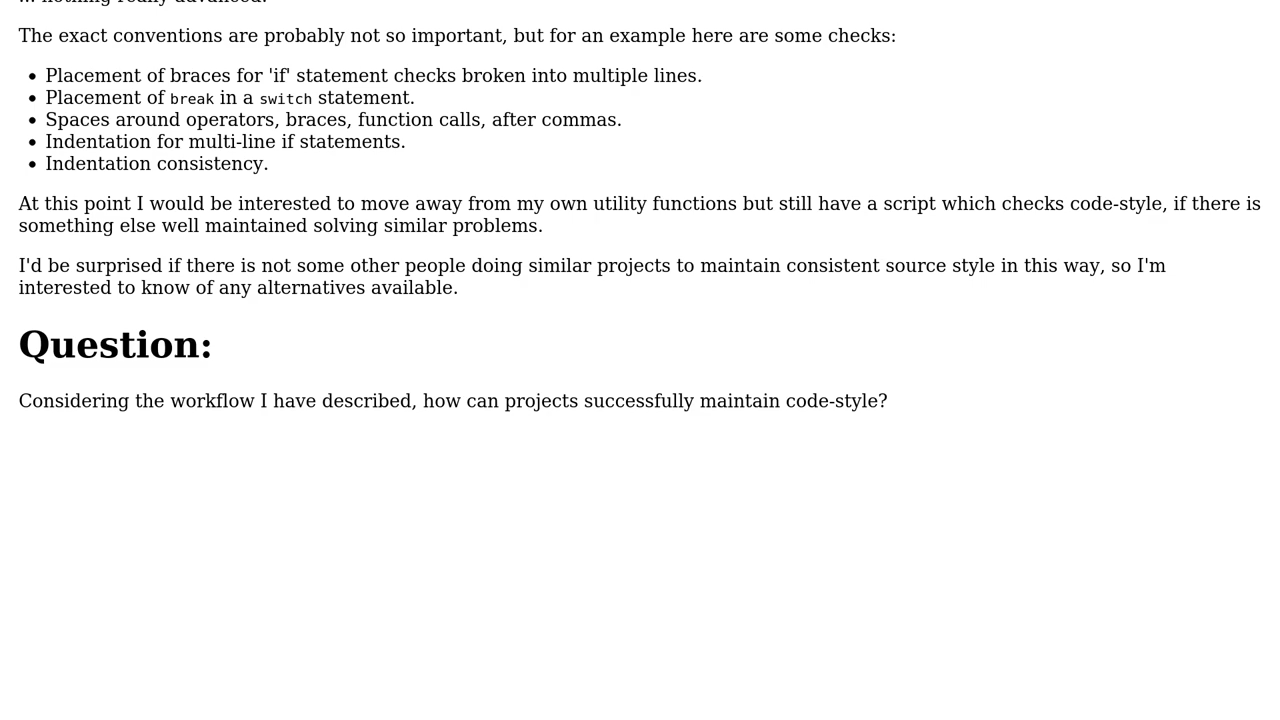 ... nothing really advanced.
The exact conventions are probably not so important, but for an example here are some checks:
• Placement of braces for 'if' statement checks broken into multiple lines.
• Placement of break in a switch statement.
• Spaces around operators, braces, function calls, after commas.
• Indentation for multi-line if statements.
• Indentation consistency.
At this point I would be interested to move away from my own utility functions but still have a script which checks code-style, if there is
something else well maintained solving similar problems.
I'd be surprised if there is not some other people doing similar projects to maintain consistent source style in this way, so I'm
interested to know of any alternatives available.
Question:
Considering the workflow I have described, how can projects successfully maintain code-style?